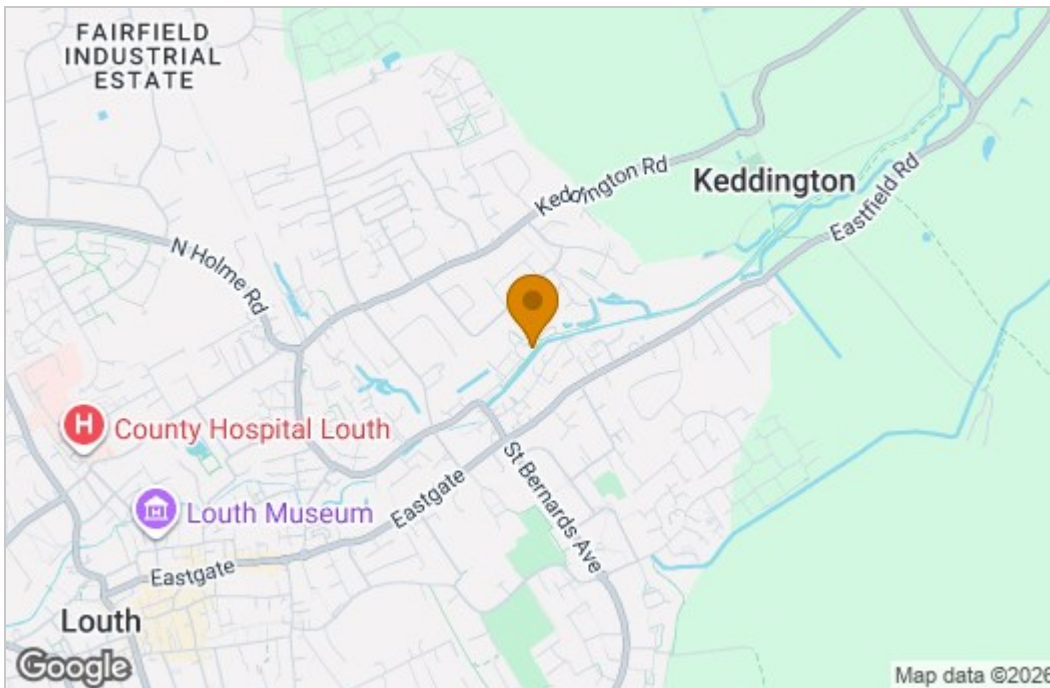 FAIRFIELD
INDUSTRIAL
ESTATE
Keddington Rd
Keddington
Eastfield Rd
N Holme Rd
H
County Hospital Louth
St Bernards Ave
Eastgate
Louth Museum
Eastgate
Louth
Google
Map data ©2026